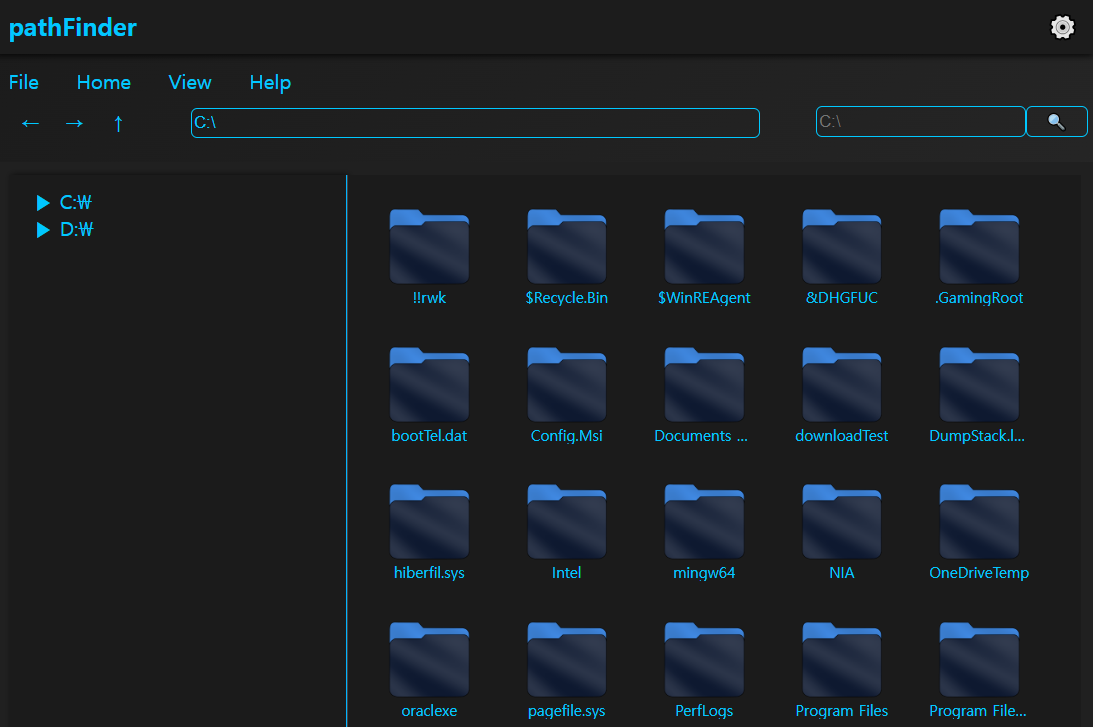 pathFinder
File Home View Help
← → ↑ C:\ C:\
▶ C:₩
▶ D:₩
!!rwk $Recycle.Bin $WinREAgent &DHGFUC .GamingRoot
bootTel.dat Config.Msi Documents ... downloadTest DumpStack.l...
hiberfil.sys Intel mingw64 NIA OneDriveTemp
oraclexe pagefile.sys PerfLogs Program Files Program File...